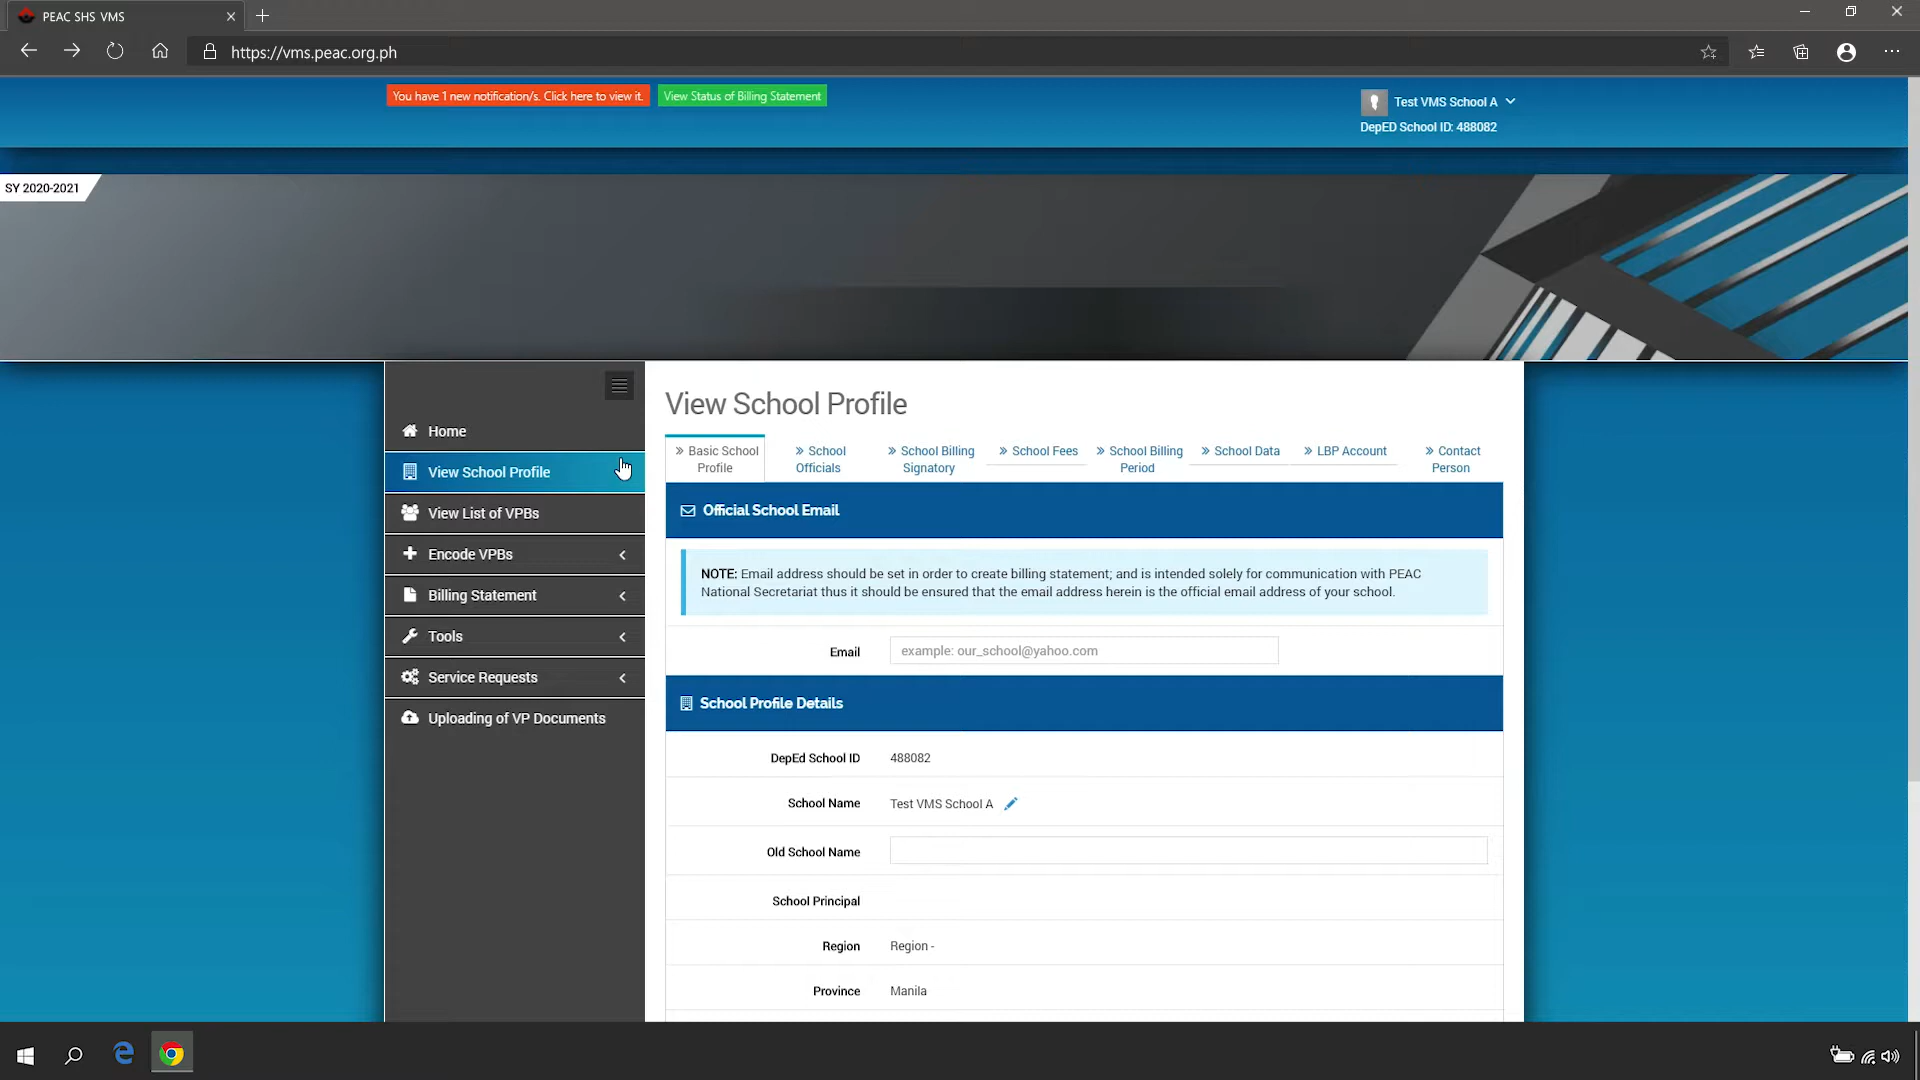 PEAC SHS VMS
https://vms.peac.org.ph
You have 1 new notification/s. Click here to view it.
View Status of Billing Statement
Test VMS School A
DepED School ID: 488082
SY 2020-2021
Home
View School Profile
View List of VPBs
Encode VPBs
Billing Statement
Tools
Service Requests
Uploading of VP Documents
View School Profile
» Basic School
Profile
» School
Officials
» School Billing
Signatory
» School Fees
» School Billing
Period
» School Data
» LBP Account
» Contact
Person
Official School Email
NOTE: Email address should be set in order to create billing statement; and is intended solely for communication with PEAC
National Secretariat thus it should be ensured that the email address herein is the official email address of your school.
Email
example: our_school@yahoo.com
School Profile Details
DepEd School ID 488082
School Name Test VMS School A
Old School Name
School Principal
Region Region -
Province Manila